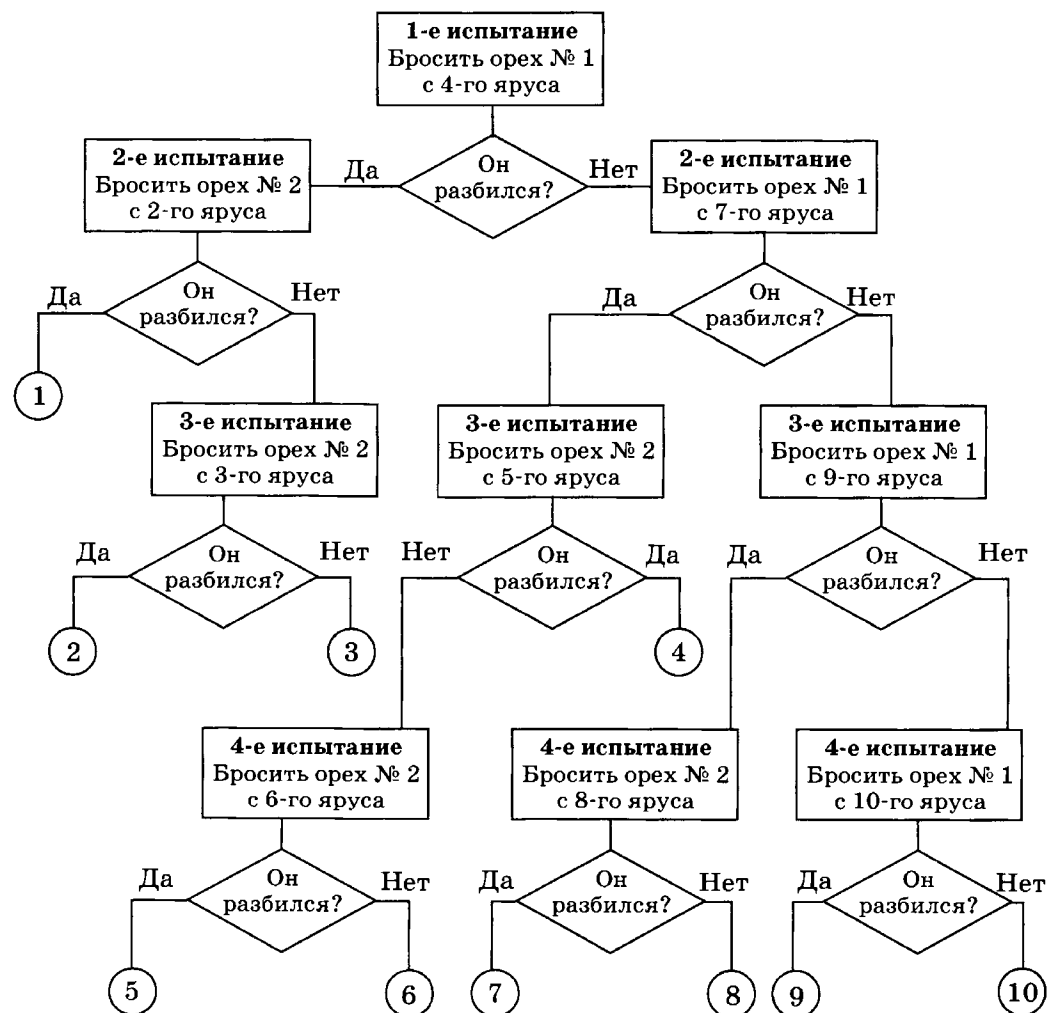 1-е испытание
Бросить орех № 1
с 4-го яруса
Он
разбился?
Да
Нет
2-е испытание
Бросить орех № 2
с 2-го яруса
2-е испытание
Бросить орех № 1
с 7-го яруса
Он
разбился?
Да
Нет
Он
разбился?
Да
Нет
1
3-е испытание
Бросить орех № 2
с 3-го яруса
3-е испытание
Бросить орех № 2
с 5-го яруса
3-е испытание
Бросить орех № 1
с 9-го яруса
Да
Он
разбился?
Нет
Нет
Он
разбился?
Да
Да
Он
разбился?
Нет
2
3
4
4-е испытание
Бросить орех № 2
с 6-го яруса
4-е испытание
Бросить орех № 2
с 8-го яруса
4-е испытание
Бросить орех № 1
с 10-го яруса
Да
Он
разбился?
Нет
Да
Он
разбился?
Нет
Да
Он
разбился?
Нет
5
6
7
8
9
10